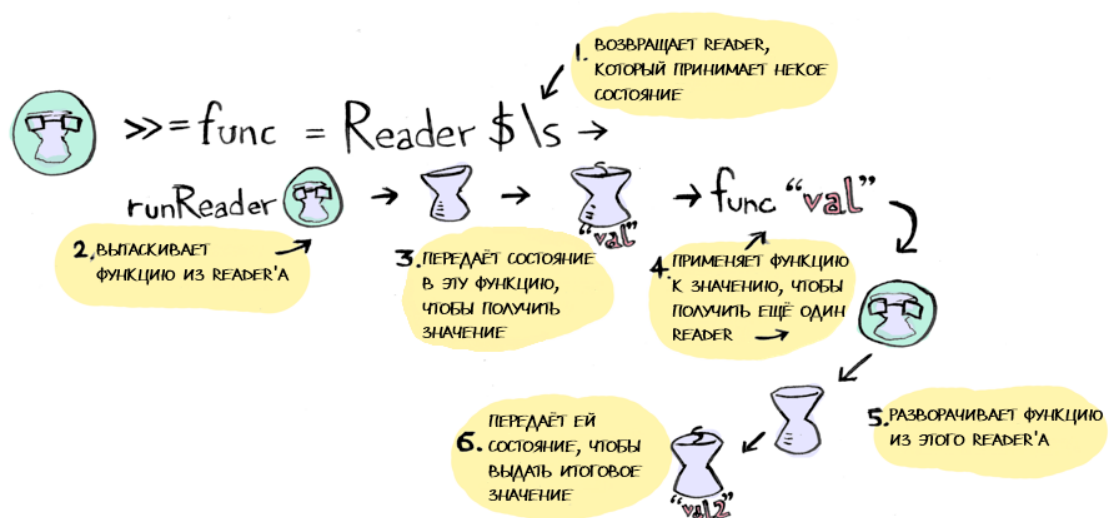 1. ВОЗВРАЩАЕТ READER,
КОТОРЫЙ ПРИНИМАЕТ НЕКОЕ
СОСТОЯНИЕ
>>= func = Reader $ \s →
runReader → → "val" → func "val"
2. ВЫТАСКИВАЕТ
ФУНКЦИЮ ИЗ READER'А
3. ПЕРЕДАЁТ СОСТОЯНИЕ
В ЭТУ ФУНКЦИЮ,
ЧТОБЫ ПОЛУЧИТЬ
ЗНАЧЕНИЕ
4. ПРИМЕНЯЕТ ФУНКЦИЮ
К ЗНАЧЕНИЮ, ЧТОБЫ
ПОЛУЧИТЬ ЕЩЁ ОДИН
READER →
5. РАЗВОРАЧИВАЕТ ФУНКЦИЮ
ИЗ ЭТОГО READER'А
6. ПЕРЕДАЁТ ЕЙ
СОСТОЯНИЕ, ЧТОБЫ
ВЫДАТЬ ИТОГОВОЕ
ЗНАЧЕНИЕ
"val2"